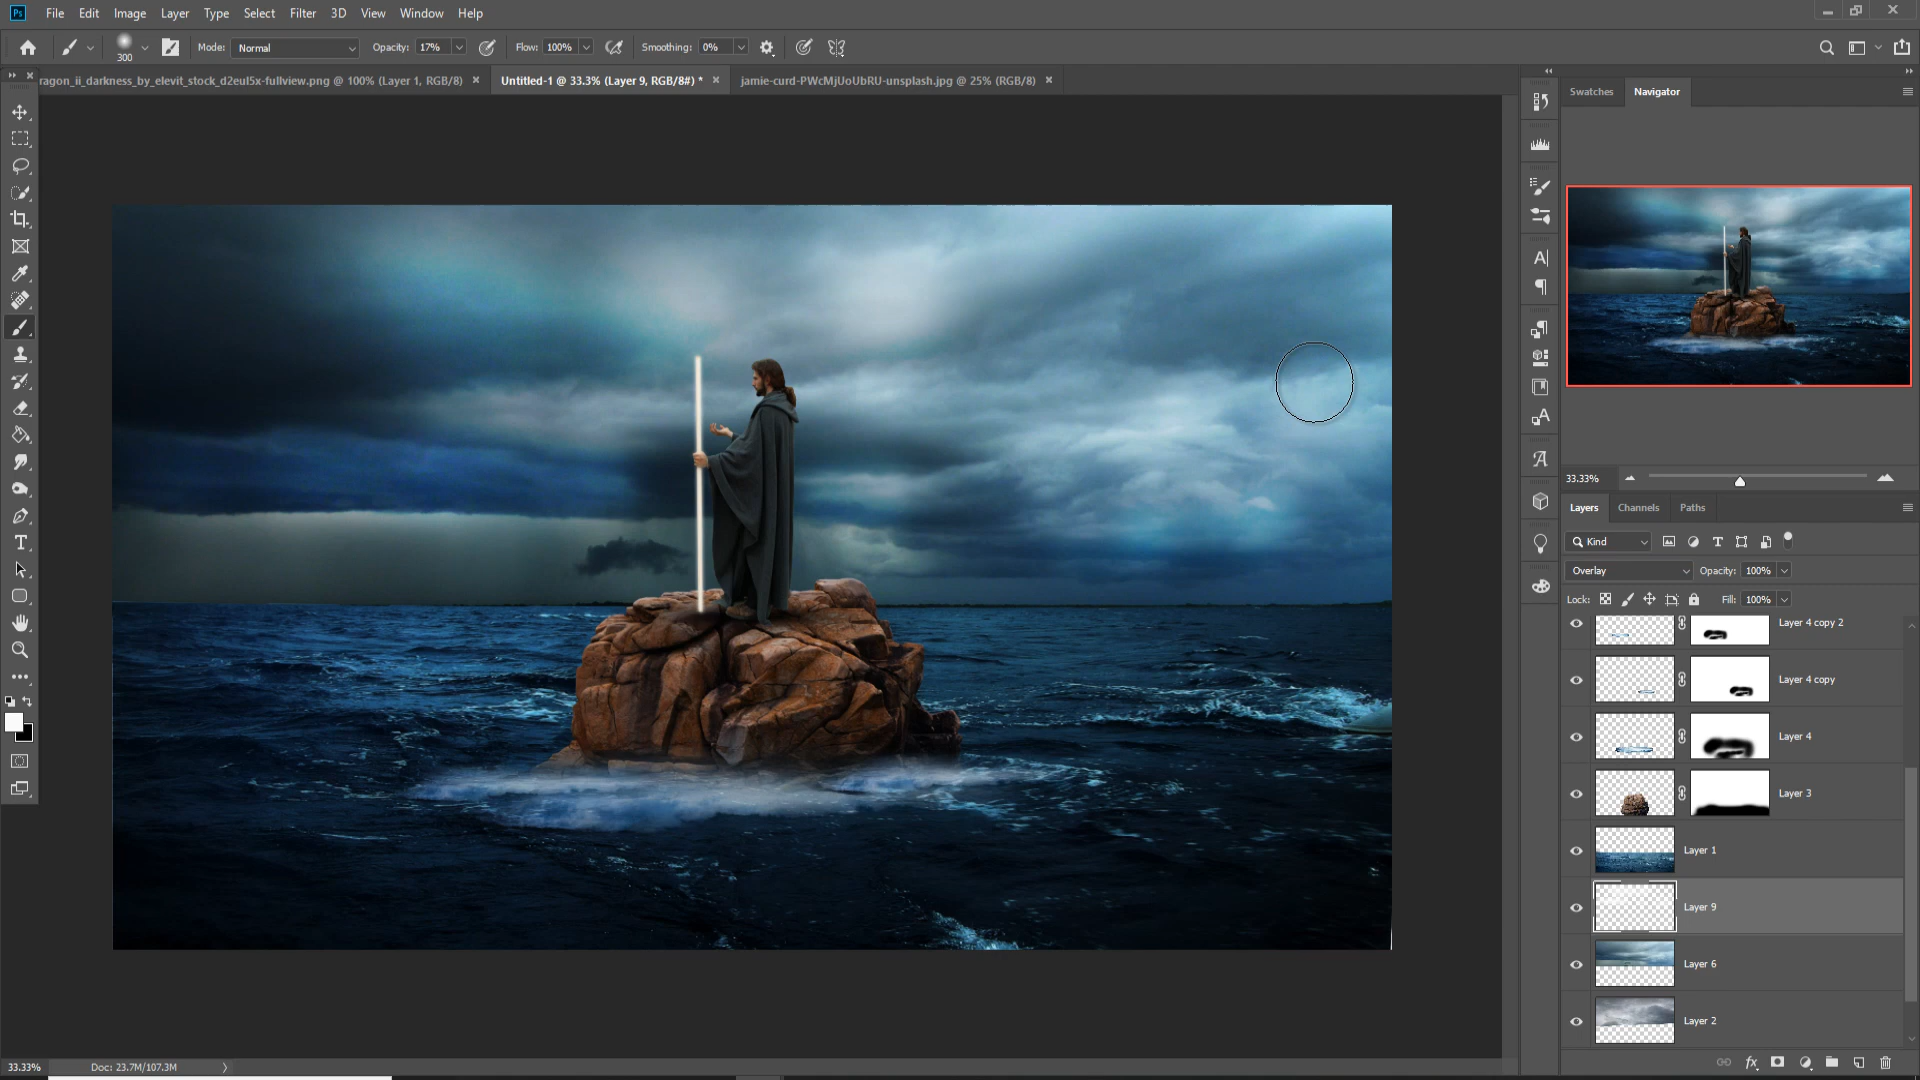 Ps File Edit Image Layer Type Select Filter 3D View Window Help
300 Mode: Normal Opacity: 17% Flow: 100% Smoothing: 0%
ragon_ii_darkness_by_elevit_stock_d2eul5x-fullview.png @ 100% (Layer 1, RGB/8) × Untitled-1 @ 33.3% (Layer 9, RGB/8#) * × jamie-curd-PWcMjUoUbRU-unsplash.jpg @ 25% (RGB/8) ×
Swatches Navigator
33.33%
Layers Channels Paths
Kind
Overlay Opacity: 100%
Lock: Fill: 100%
Layer 4 copy 2
Layer 4 copy
Layer 4
Layer 3
Layer 1
Layer 9
Layer 6
Layer 2
33.33% Doc: 23.7M/107.3M